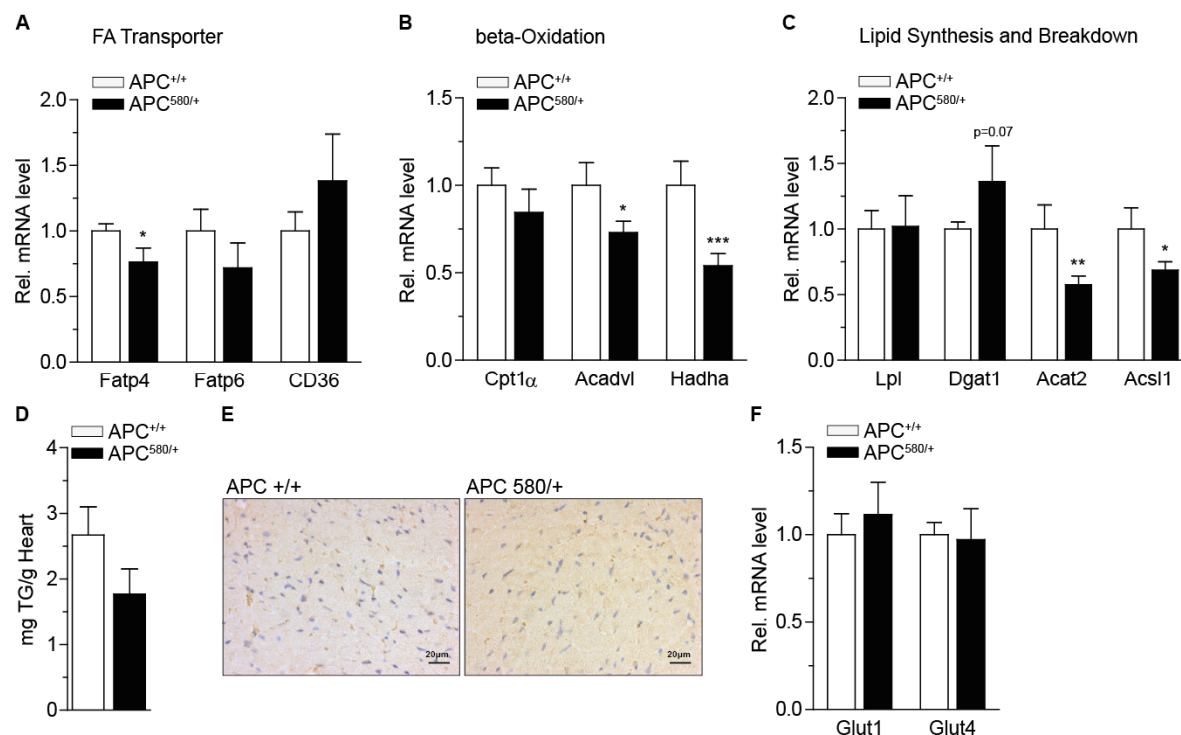 A
FA Transporter
APC+/+
APC580/+
Rel. mRNA level
2.0
1.5
1.0
0.5
0.0
*
Fatp4
Fatp6
CD36
B
beta-Oxidation
APC+/+
APC580/+
Rel. mRNA level
1.5
1.0
0.5
0.0
*
***
Cpt1α
Acadvl
Hadha
C
Lipid Synthesis and Breakdown
APC+/+
APC580/+
Rel. mRNA level
2.0
1.5
1.0
0.5
0.0
p=0.07
**
*
Lpl
Dgat1
Acat2
Acsl1
D
APC+/+
APC580/+
mg TG/g Heart
4
3
2
1
0
E
APC +/+
APC 580/+
20μm
20μm
F
APC+/+
APC580/+
Rel. mRNA level
1.5
1.0
0.5
0.0
Glut1
Glut4